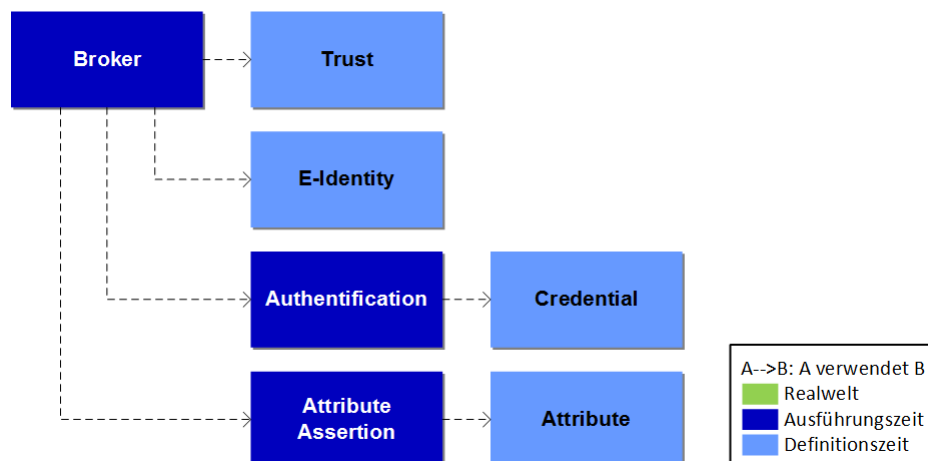 Broker
Trust
E-Identity
Authentification
Credential
Attribute
Assertion
Attribute
A-->B: A verwendet B
Realwelt
Ausführungszeit
Definitionszeit